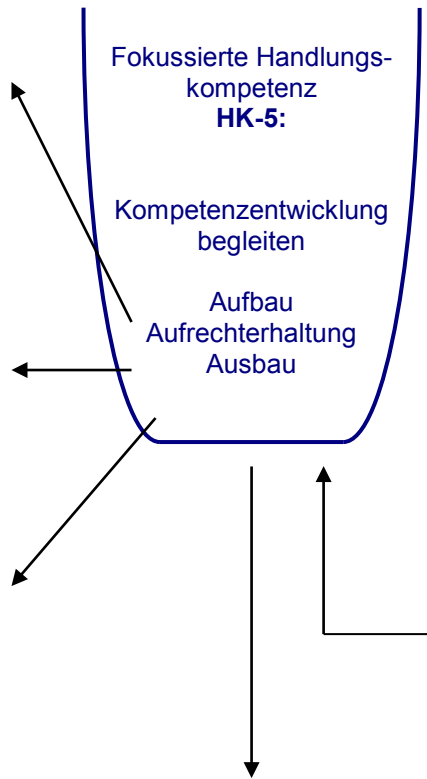 Fokussierte Handlungs-
kompetenz
HK-5:
Kompetenzentwicklung
begleiten
Aufbau
Aufrechterhaltung
Ausbau